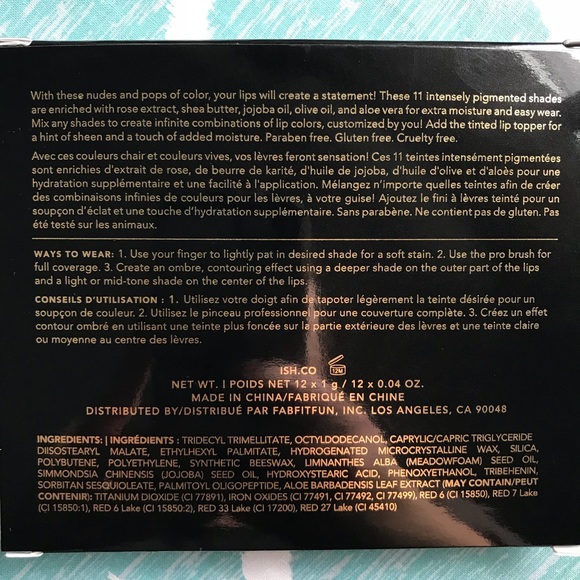 With these nudes and pops of color, your lips will create a statement! These 11 intensely pigmented shades
are enriched with rose extract, shea butter, jojoba oil, olive oil, and aloe vera for extra moisture and easy wear.
Mix any shades to create infinite combinations of lip colors, customized by you! Add the tinted lip topper for
a hint of sheen and a touch of added moisture. Paraben free. Gluten free. Cruelty free.
Avec ces couleurs chair et couleurs vives, vos lèvres feront sensation! Ces 11 teintes intensément pigmentées
sont enrichies d'extrait de rose, de beurre de karité, d'huile de jojoba, d'huile d'olive et d'aloès pour une
hydratation supplémentaire et une facilité à l'application. Mélangez n'importe quelles teintes afin de créer
des combinaisons infinies de couleurs pour les lèvres, à votre guise! Ajoutez le fini à lèvres teinté pour un
soupçon d'éclat et une touche d'hydratation supplémentaire. Sans parabène. Ne contient pas de gluten. Pas
été testé sur les animaux.
WAYS TO WEAR: 1. Use your finger to lightly pat in desired shade for a soft stain. 2. Use the pro brush for
full coverage. 3. Create an ombre, contouring effect using a deeper shade on the outer part of the lips
and a light or mid-tone shade on the center of the lips.
CONSEILS D'UTILISATION : 1. Utilisez votre doigt afin de tapoter légèrement la teinte désirée pour un
soupçon de couleur. 2. Utilisez le pinceau professionnel pour une couverture complète. 3. Créez un effet
contour ombré en utilisant une teinte plus foncée sur la partie extérieure des lèvres et une teinte claire
ou moyenne au centre des lèvres.
ISH.CO 12M
NET WT. | POIDS NET 12 x 1 g / 12 x 0.04 OZ.
MADE IN CHINA/FABRIQUÉ EN CHINE
DISTRIBUTED BY/DISTRIBUÉ PAR FABFITFUN, INC. LOS ANGELES, CA 90048
INGREDIENTS: | INGRÉDIENTS : TRIDECYL TRIMELLITATE, OCTYLDODECANOL, CAPRYLIC/CAPRIC TRIGLYCERIDE
DIISOSTEARYL MALATE, ETHYLHEXYL PALMITATE, HYDROGENATED MICROCRYSTALLINE WAX, SILICA,
POLYBUTENE, POLYETHYLENE, SYNTHETIC BEESWAX, LIMNANTHES ALBA (MEADOWFOAM) SEED OIL,
SIMMONDSIA CHINENSIS (JOJOBA) SEED OIL, HYDROXYSTEARIC ACID, PHENOXYETHANOL, TRIBEHENIN,
SORBITAN SESQUIOLEATE, PALMITOYL OLIGOPEPTIDE, ALOE BARBADENSIS LEAF EXTRACT (MAY CONTAIN/PEUT
CONTENIR): TITANIUM DIOXIDE (CI 77891), IRON OXIDES (CI 77491, CI 77492, CI 77499), RED 6 (CI 15850), RED 7 Lake
(CI 15850:1), RED 6 Lake (CI 15850:2), RED 33 Lake (CI 17200), RED 27 Lake (CI 45410)